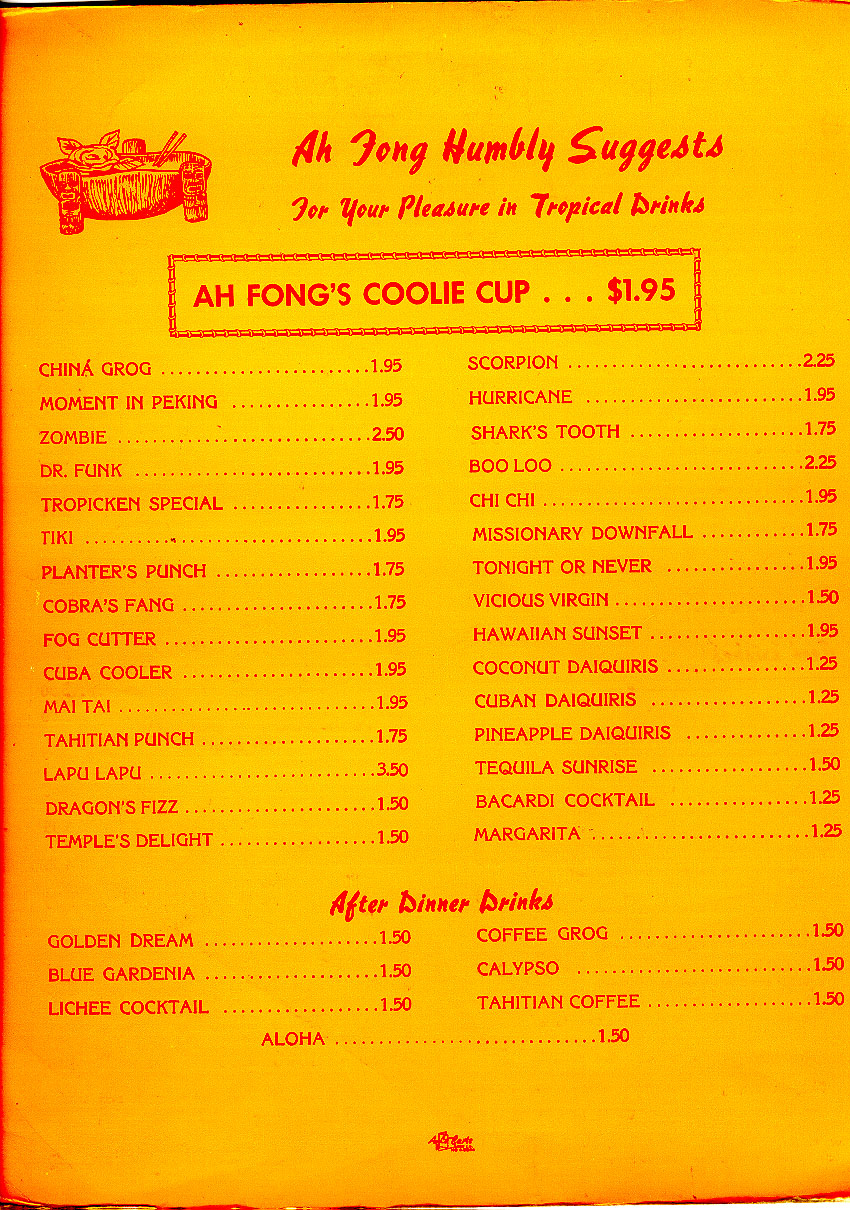 Ah Fong Humbly Suggests
For Your Pleasure in Tropical Drinks
AH FONG'S COOLIE CUP . . . $1.95
CHINÁ GROG ........................1.95
MOMENT IN PEKING ................1.95
ZOMBIE .............................2.50
DR. FUNK ...........................1.95
TROPICKEN SPECIAL ................1.75
TIKI .................................1.95
PLANTER'S PUNCH ..................1.75
COBRA'S FANG ......................1.75
FOG CUTTER ........................1.95
CUBA COOLER ......................1.95
MAI TAI .............................1.95
TAHITIAN PUNCH ....................1.75
LAPU LAPU ..........................3.50
DRAGON'S FIZZ ......................1.50
TEMPLE'S DELIGHT ..................1.50
SCORPION ...........................2.25
HURRICANE .........................1.95
SHARK'S TOOTH ....................1.75
BOO LOO ............................2.25
CHI CHI ..............................1.95
MISSIONARY DOWNFALL ............1.75
TONIGHT OR NEVER ................1.95
VICIOUS VIRGIN ......................1.50
HAWAIIAN SUNSET ..................1.95
COCONUT DAIQUIRIS ................1.25
CUBAN DAIQUIRIS ..................1.25
PINEAPPLE DAIQUIRIS ..............1.25
TEQUILA SUNRISE ..................1.50
BACARDI COCKTAIL ................1.25
MARGARITA .........................1.25
After Dinner Drinks
GOLDEN DREAM ....................1.50
BLUE GARDENIA ....................1.50
LICHEE COCKTAIL ..................1.50
COFFEE GROG ......................1.50
CALYPSO ...........................1.50
TAHITIAN COFFEE ...................1.50
ALOHA ..............................1.50